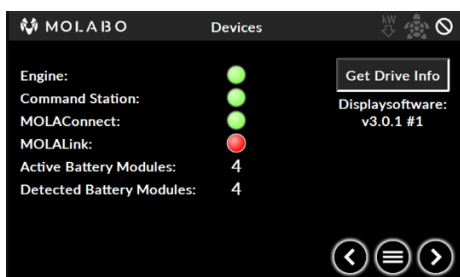 MOLABO Devices kW
Engine:
Get Drive Info
Command Station:
Displaysoftware:
MOLAConnect:
v3.0.1 #1
MOLALink:
Active Battery Modules: 4
Detected Battery Modules: 4